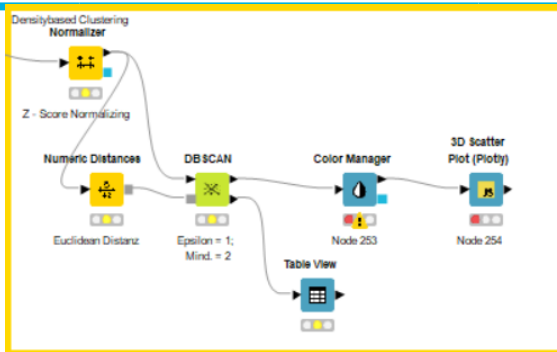 Densitybased Clustering
Normalizer
Z - Score Normalizing
Numeric Distances
Euclidean Distanz
DBSCAN
Epsilon = 1;
Mind. = 2
Color Manager
Node 253
3D Scatter
Plot (Plotly)
JS
Node 254
Table View